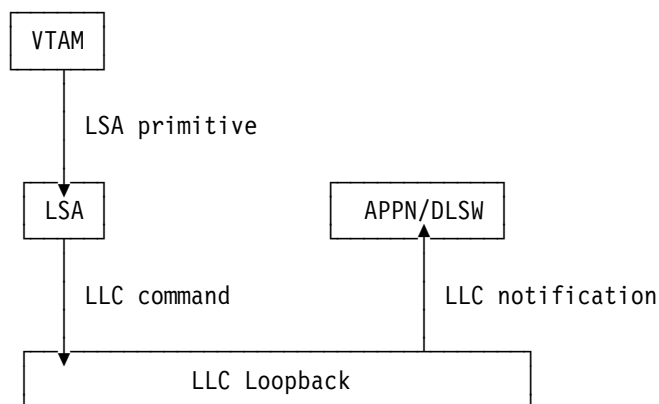 VTAM
LSA primitive
LSA
APPN/DLSW
LLC command
LLC notification
LLC Loopback